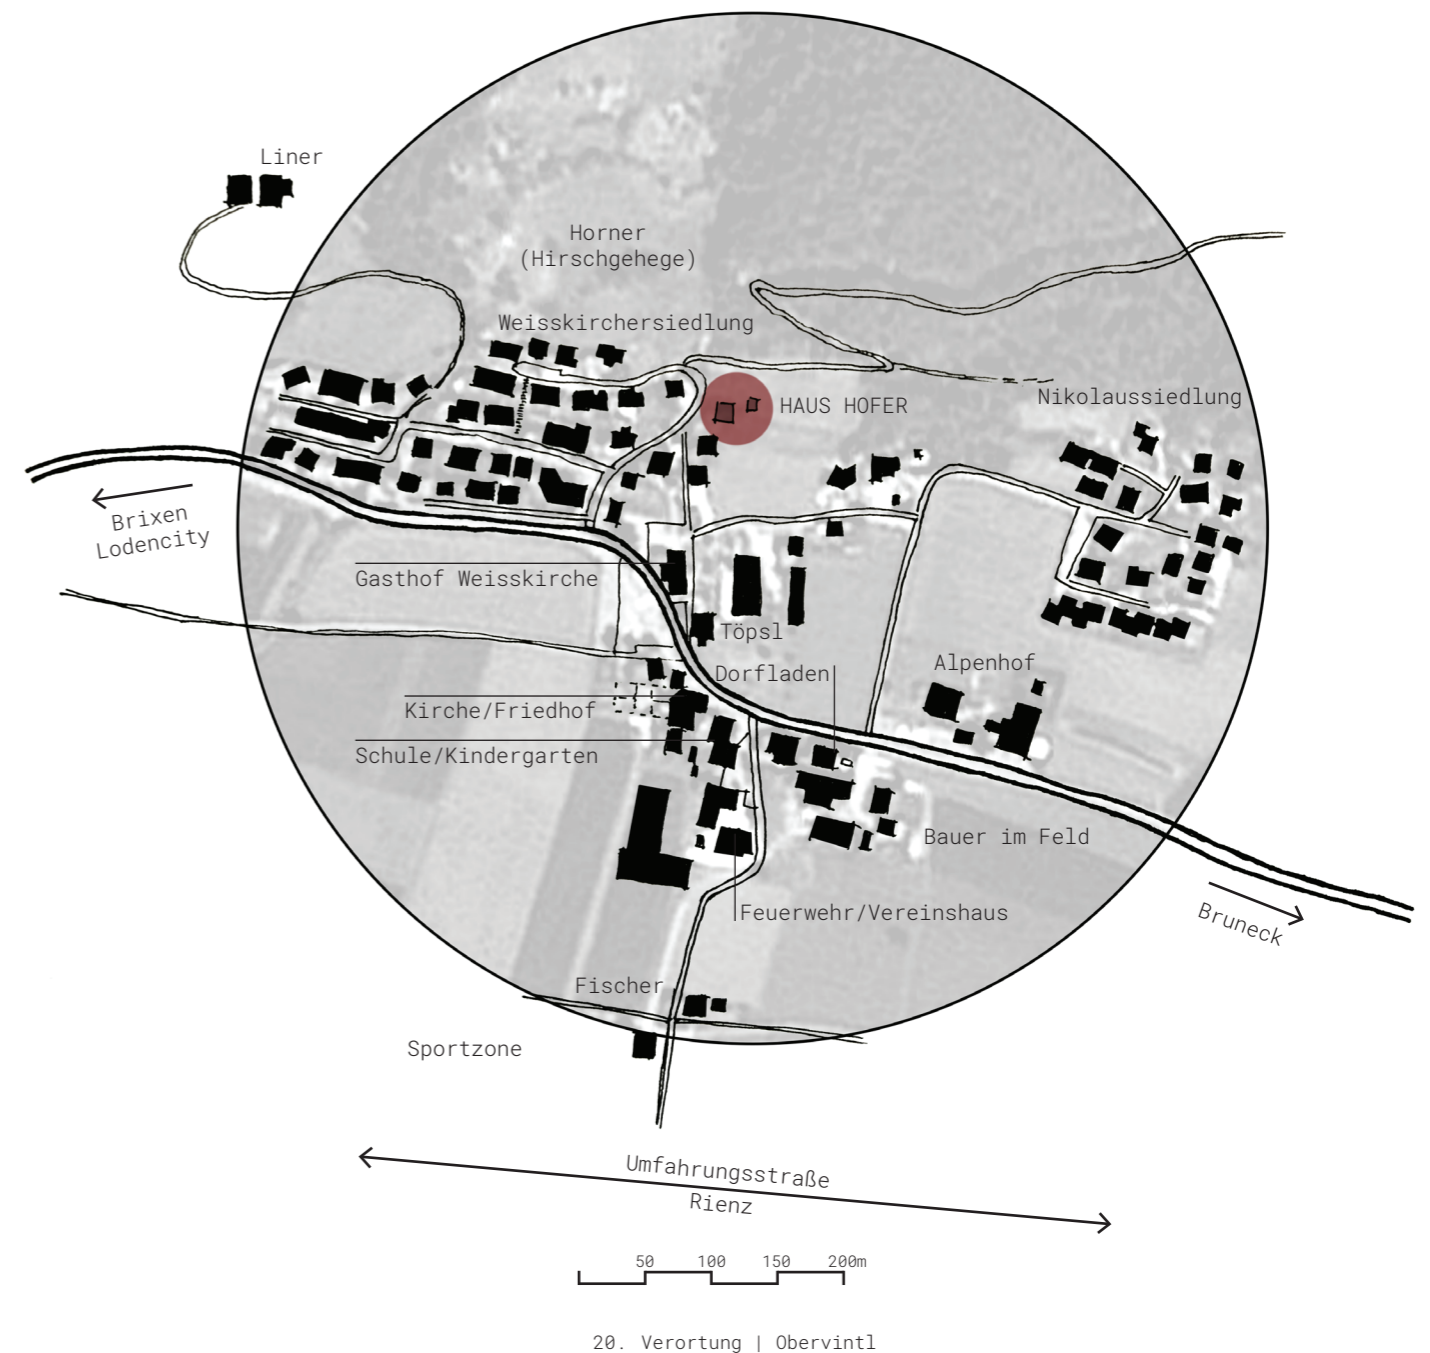 Liner
Horner
(Hirschgehege)
Weisskirchersiedlung
Nikolaussiedlung
HAUS HOFER
Brixen
Lodencity
Gasthof Weisskirche
Töpsl
Dorfladen
Alpenhof
Kirche/Friedhof
Schule/Kindergarten
Bauer im Feld
Feuerwehr/Vereinshaus
Bruneck
Fischer
Sportzone
Umfahrungsstraße
Rienz
50 100 150 200m
20. Verortung | Obervintl